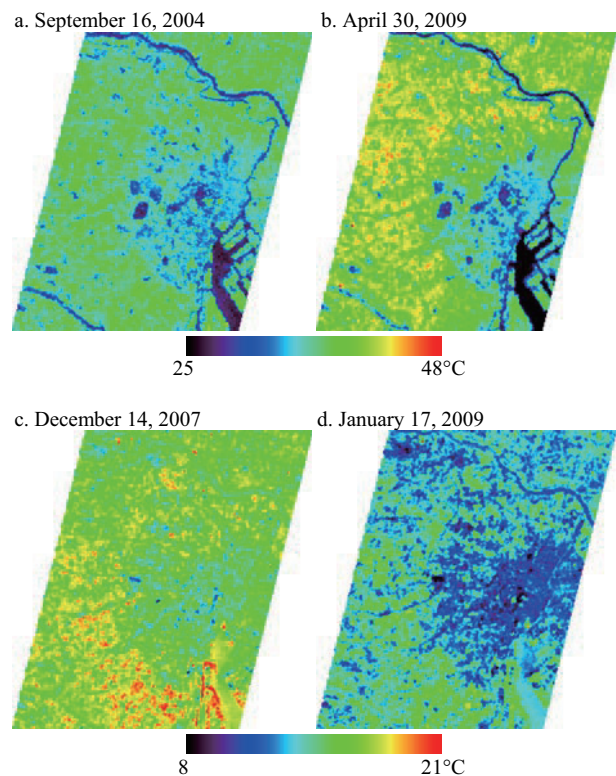 a. September 16, 2004
b. April 30, 2009
25
48°C
c. December 14, 2007
d. January 17, 2009
8
21°C